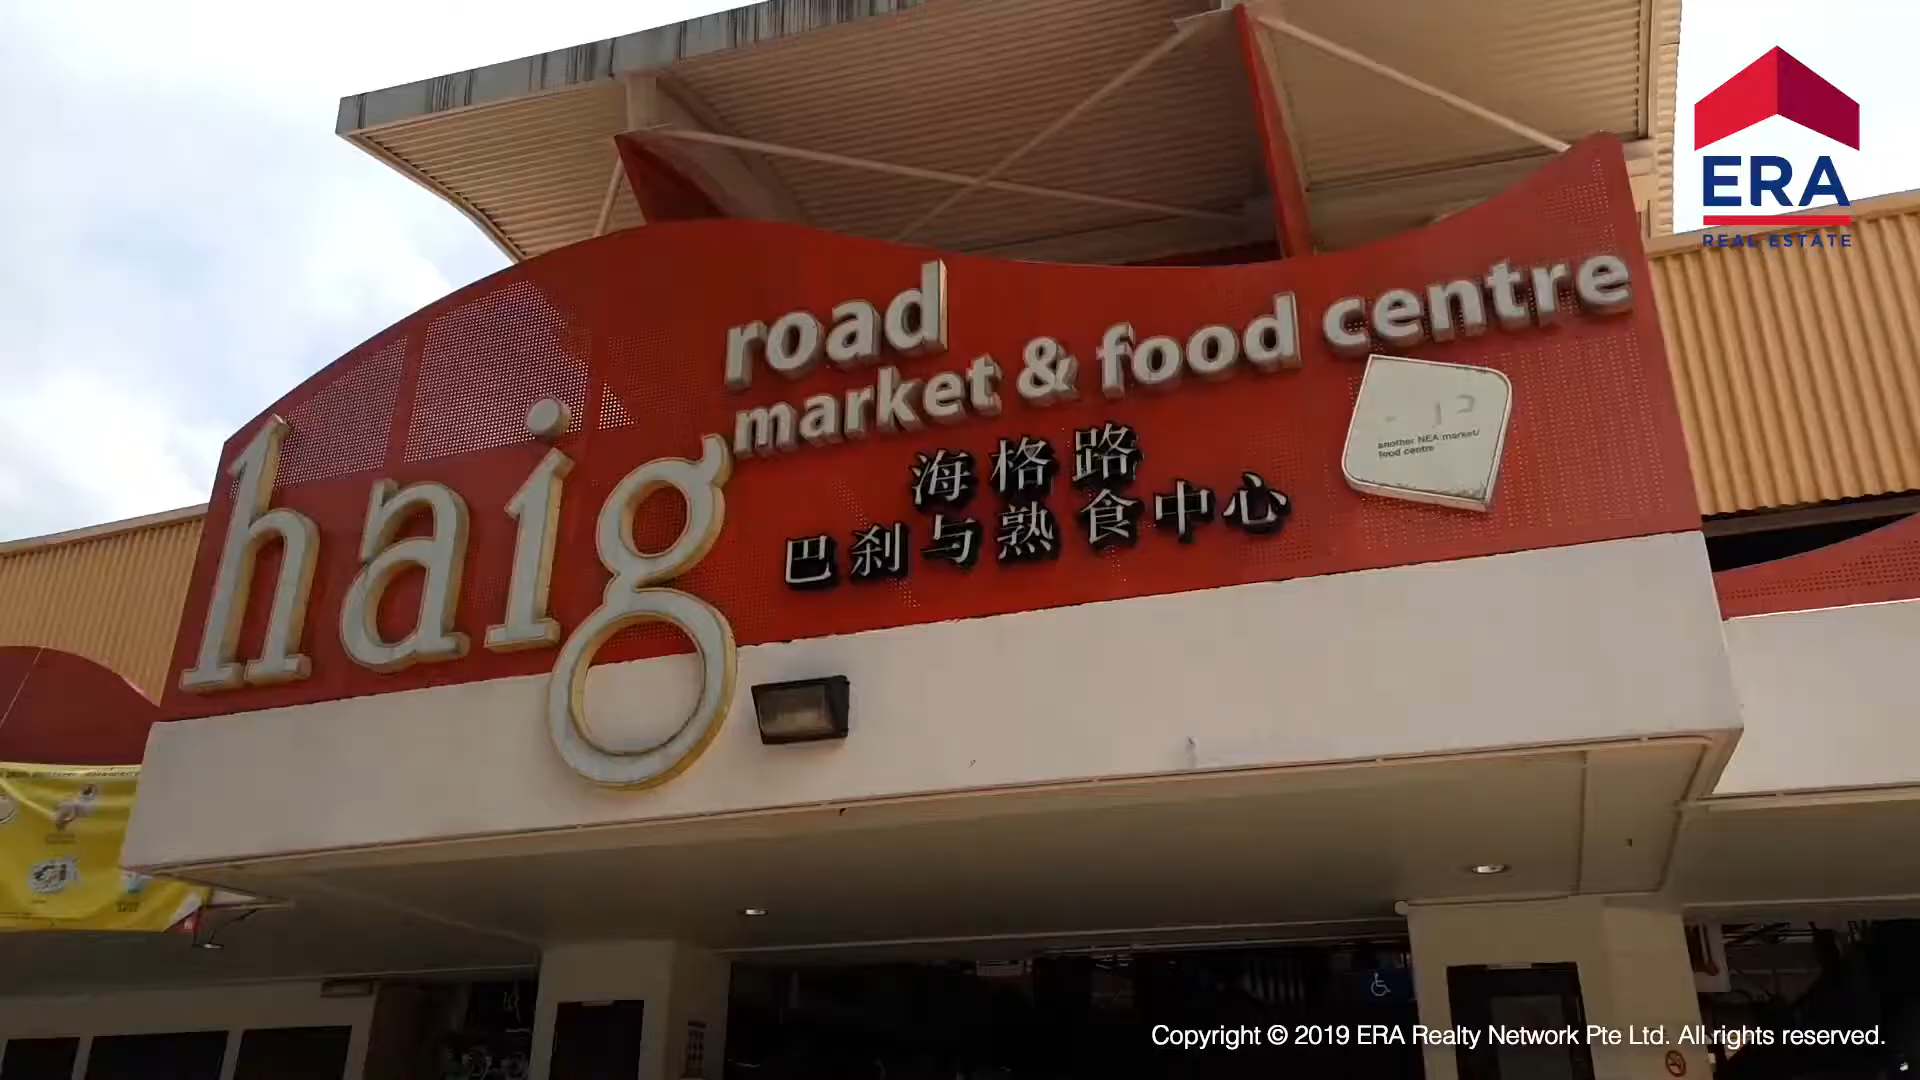 ERA
REAL ESTATE
haig
road
market & food centre
海格路
巴刹与熟食中心
another NEA market/
food centre
Copyright © 2019 ERA Realty Network Pte Ltd. All rights reserved.